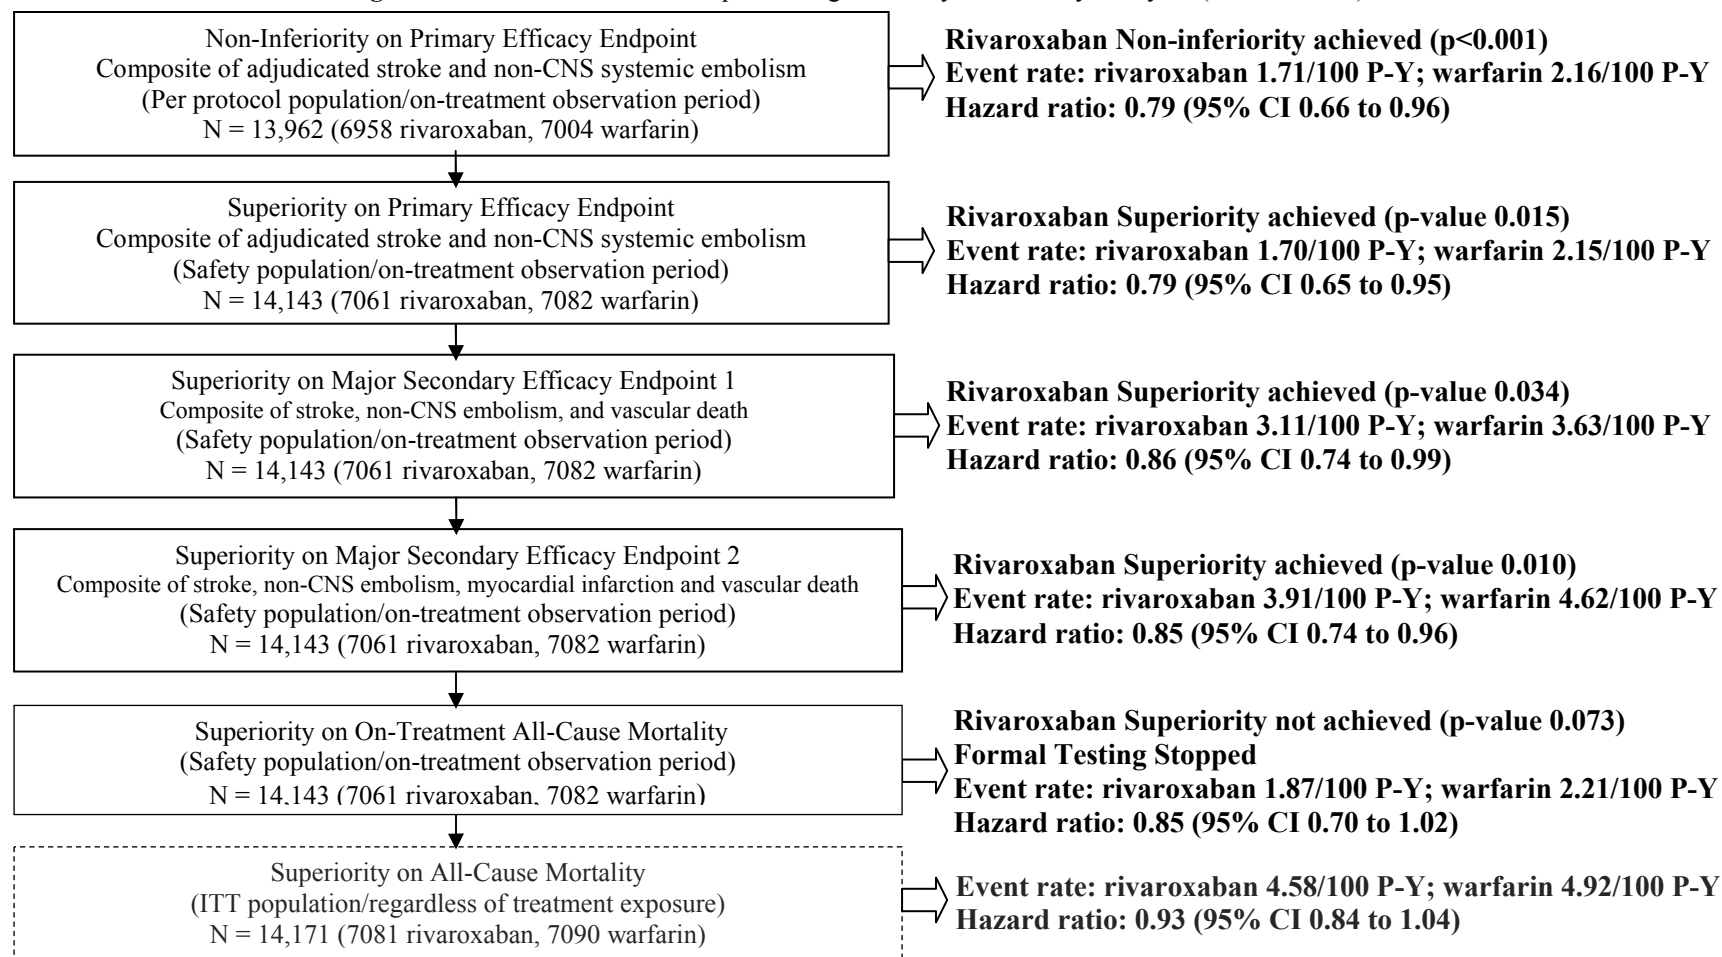 Non-Inferiority on Primary Efficacy Endpoint
Composite of adjudicated stroke and non-CNS systemic embolism
(Per protocol population/on-treatment observation period)
N = 13,962 (6958 rivaroxaban, 7004 warfarin)
Rivaroxaban Non-inferiority achieved (p<0.001)
Event rate: rivaroxaban 1.71/100 P-Y; warfarin 2.16/100 P-Y
Hazard ratio: 0.79 (95% CI 0.66 to 0.96)
Superiority on Primary Efficacy Endpoint
Composite of adjudicated stroke and non-CNS systemic embolism
(Safety population/on-treatment observation period)
N = 14,143 (7061 rivaroxaban, 7082 warfarin)
Rivaroxaban Superiority achieved (p-value 0.015)
Event rate: rivaroxaban 1.70/100 P-Y; warfarin 2.15/100 P-Y
Hazard ratio: 0.79 (95% CI 0.65 to 0.95)
Superiority on Major Secondary Efficacy Endpoint 1
Composite of stroke, non-CNS embolism, and vascular death
(Safety population/on-treatment observation period)
N = 14,143 (7061 rivaroxaban, 7082 warfarin)
Rivaroxaban Superiority achieved (p-value 0.034)
Event rate: rivaroxaban 3.11/100 P-Y; warfarin 3.63/100 P-Y
Hazard ratio: 0.86 (95% CI 0.74 to 0.99)
Superiority on Major Secondary Efficacy Endpoint 2
Composite of stroke, non-CNS embolism, myocardial infarction and vascular death
(Safety population/on-treatment observation period)
N = 14,143 (7061 rivaroxaban, 7082 warfarin)
Rivaroxaban Superiority achieved (p-value 0.010)
Event rate: rivaroxaban 3.91/100 P-Y; warfarin 4.62/100 P-Y
Hazard ratio: 0.85 (95% CI 0.74 to 0.96)
Superiority on On-Treatment All-Cause Mortality
(Safety population/on-treatment observation period)
N = 14,143 (7061 rivaroxaban, 7082 warfarin)
Rivaroxaban Superiority not achieved (p-value 0.073)
Formal Testing Stopped
Event rate: rivaroxaban 1.87/100 P-Y; warfarin 2.21/100 P-Y
Hazard ratio: 0.85 (95% CI 0.70 to 1.02)
Superiority on All-Cause Mortality
(ITT population/regardless of treatment exposure)
N = 14,171 (7081 rivaroxaban, 7090 warfarin)
Event rate: rivaroxaban 4.58/100 P-Y; warfarin 4.92/100 P-Y
Hazard ratio: 0.93 (95% CI 0.84 to 1.04)